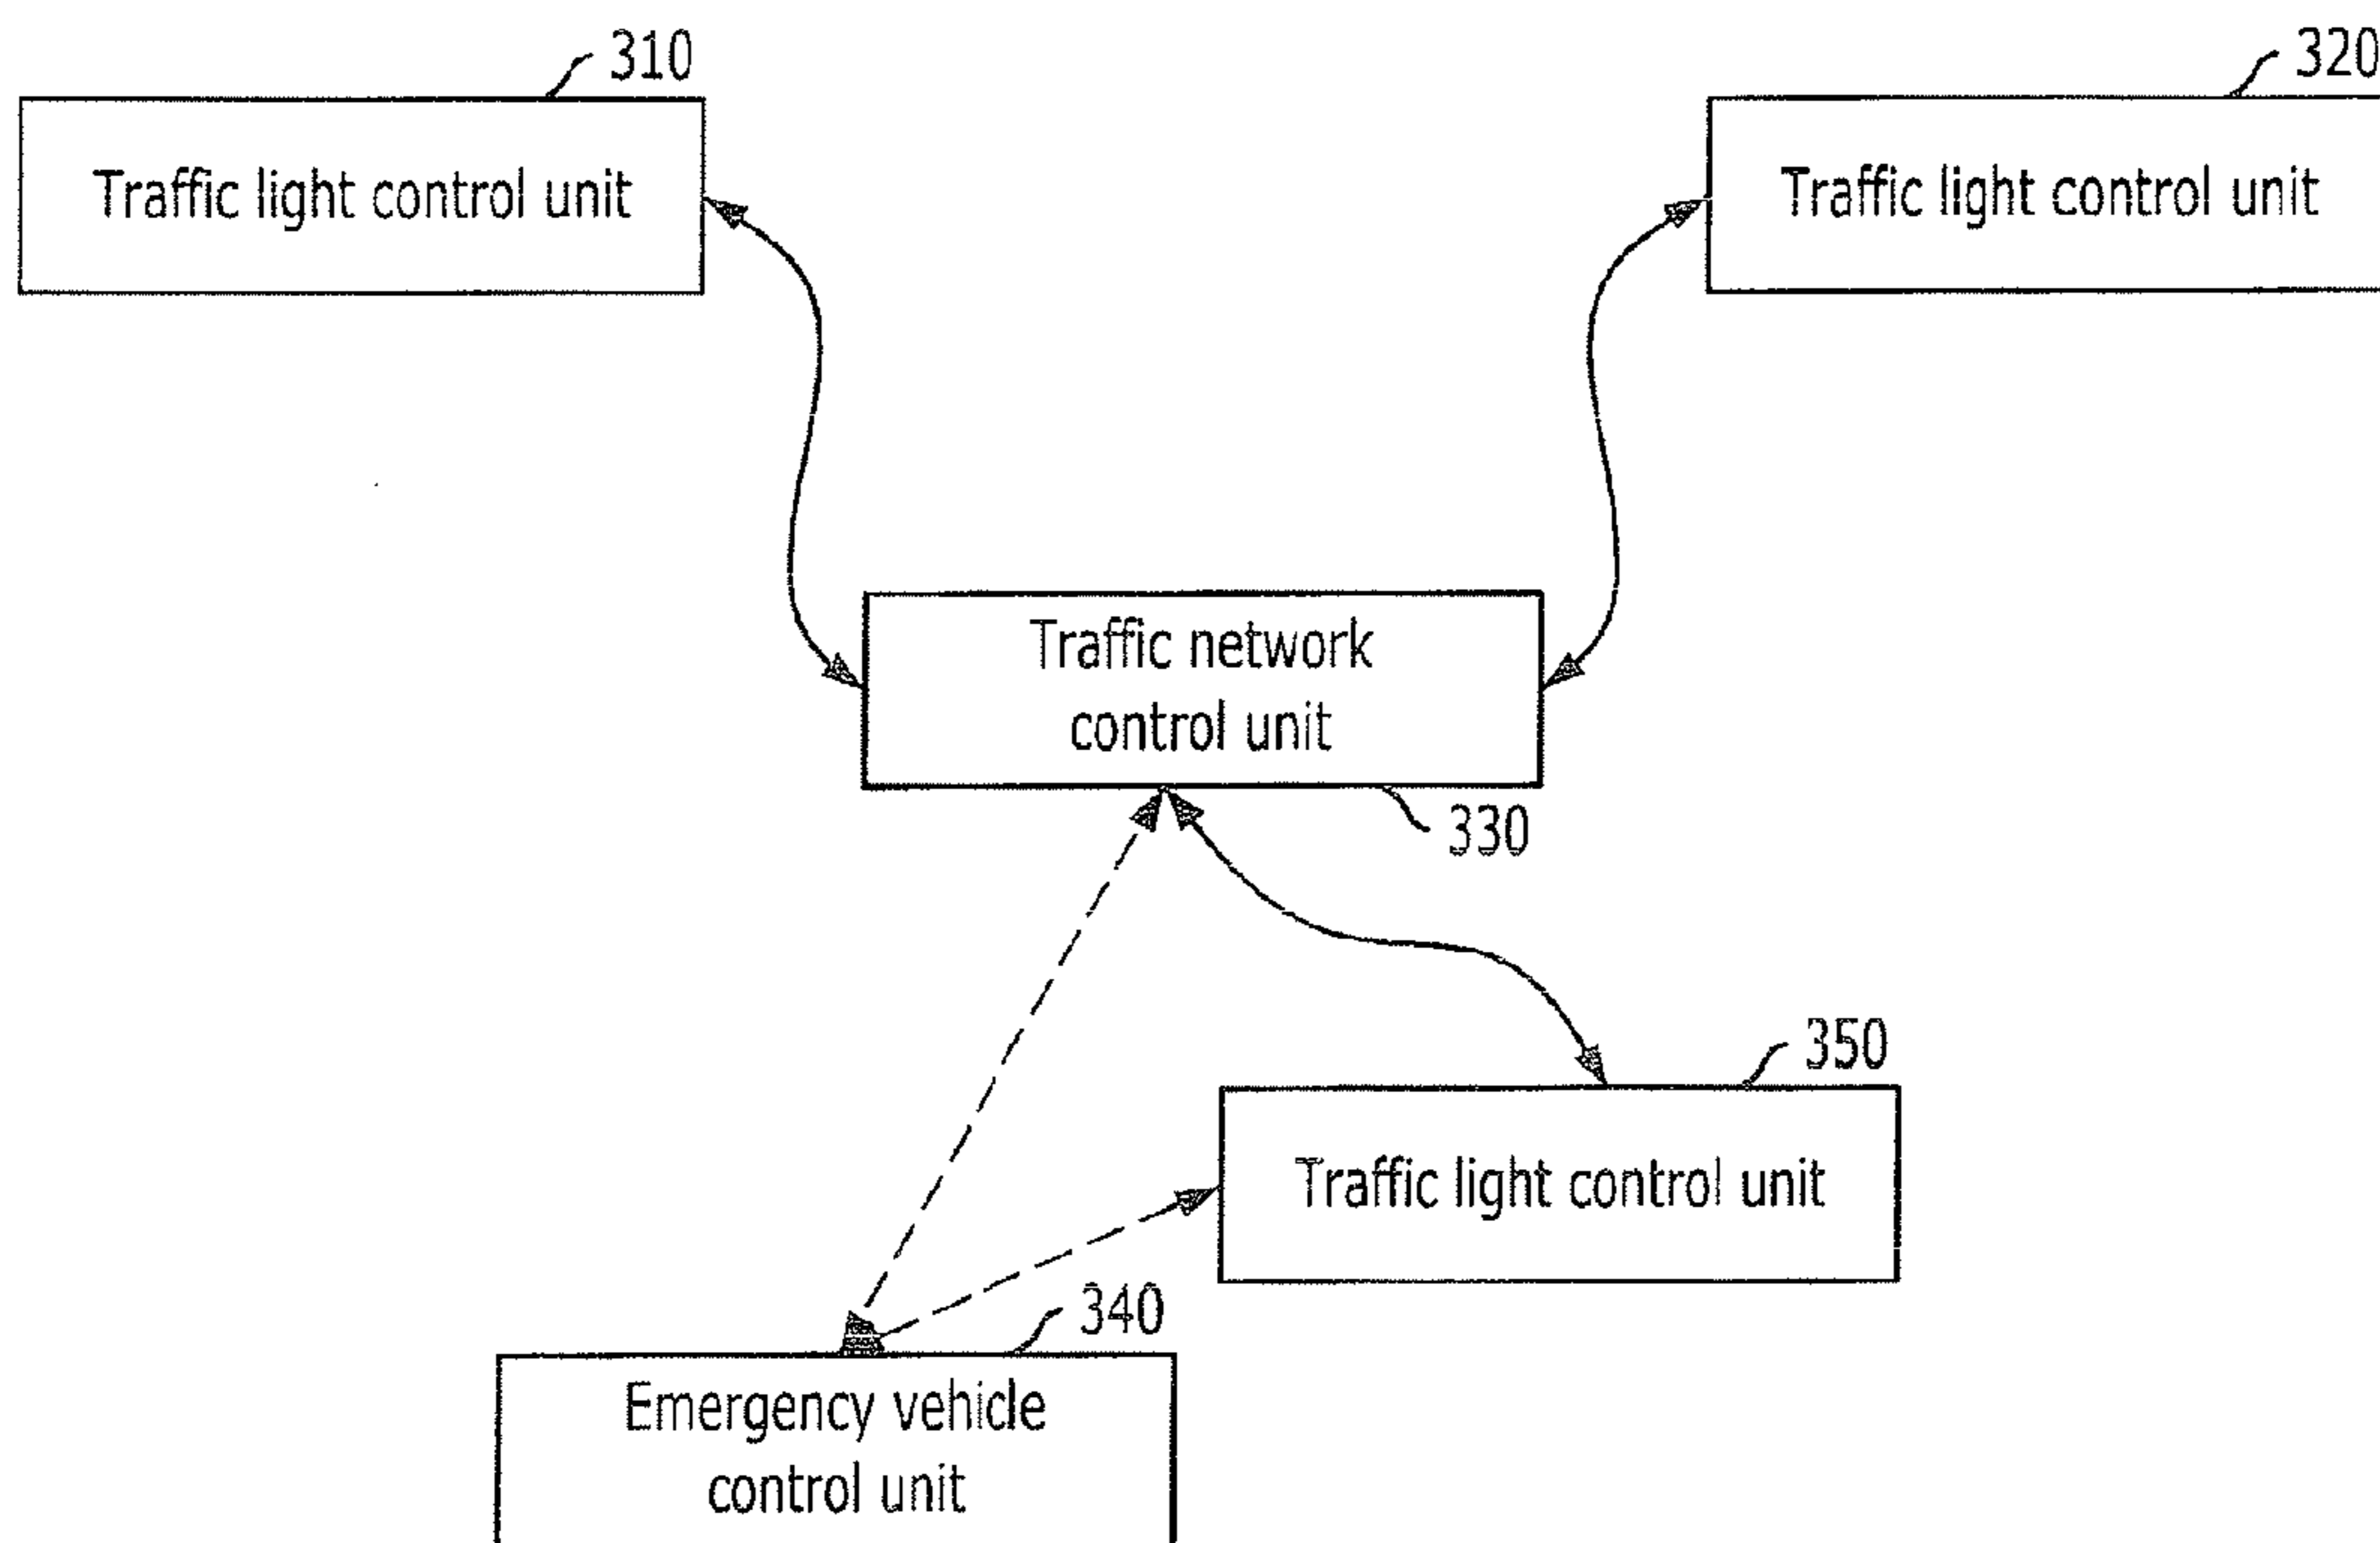 310
320
Traffic light control unit
Traffic light control unit
Traffic network
control unit
330
350
Traffic light control unit
340
Emergency vehicle
control unit